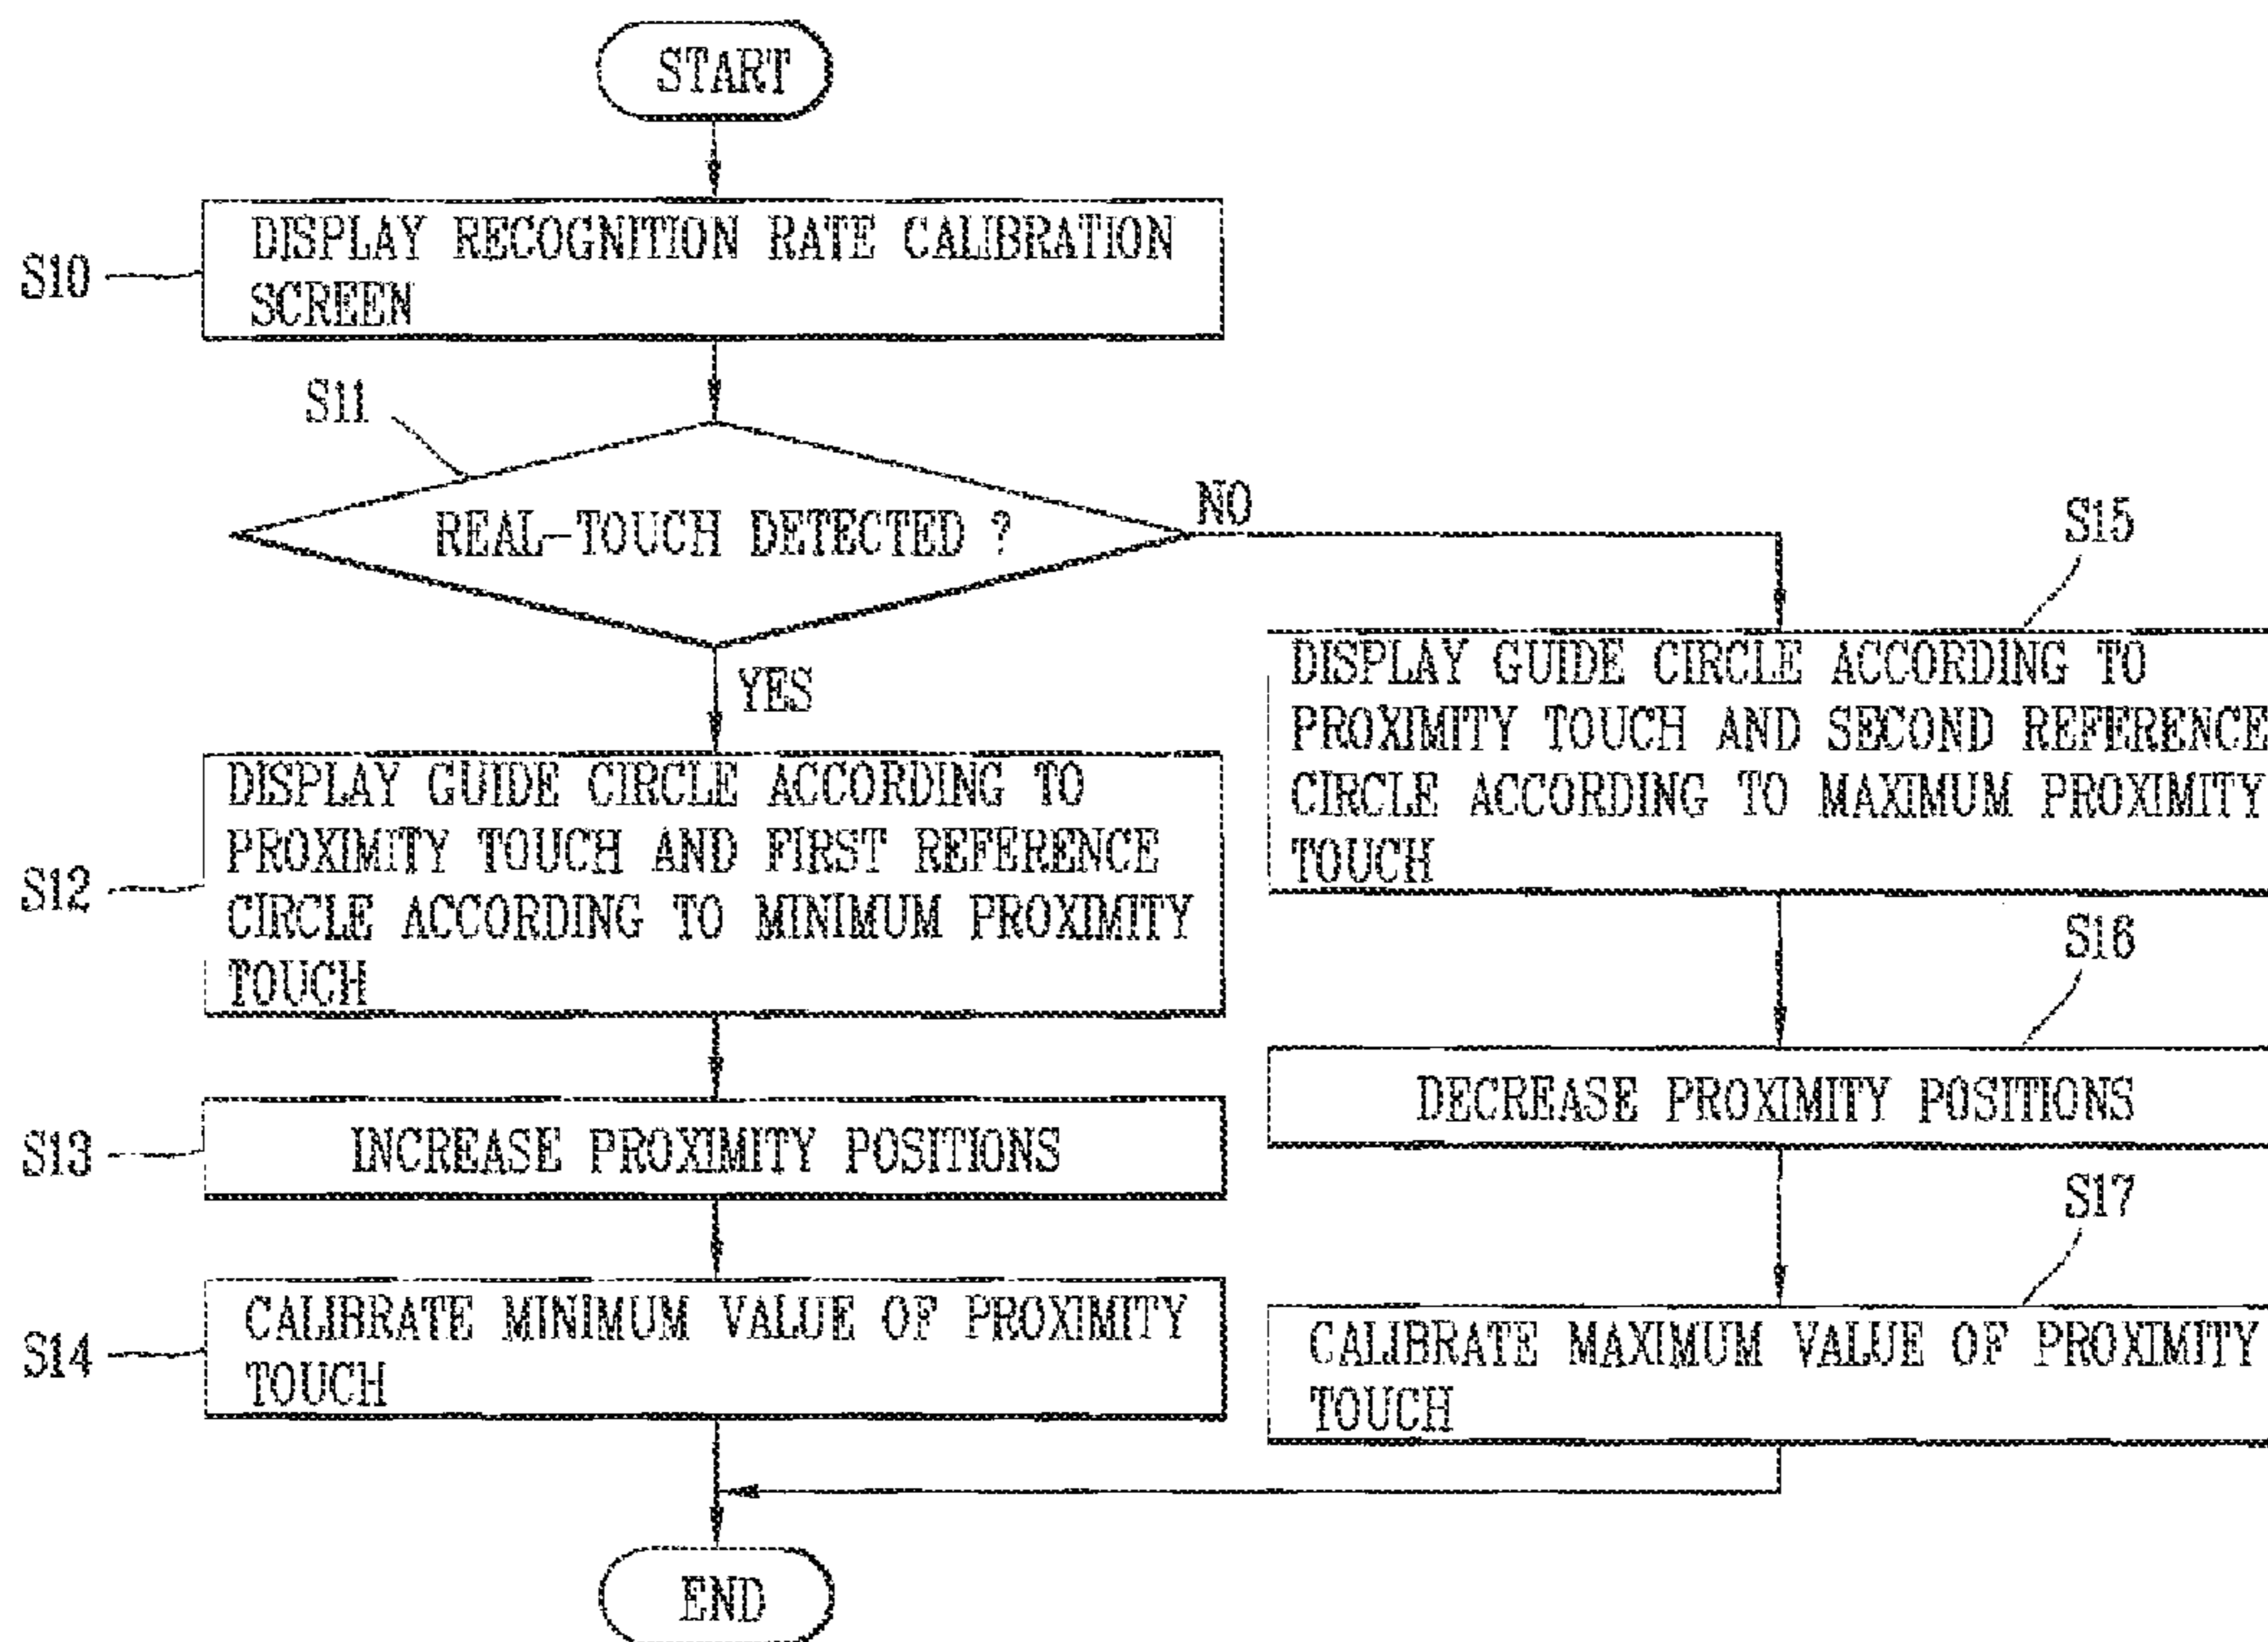 START
S10
DISPLAY RECOGNITION RATE CALIBRATION
SCREEN
S11
REAL-TOUCH DETECTED ?
NO
YES
S12
DISPLAY GUIDE CIRCLE ACCORDING TO
PROXIMITY TOUCH AND FIRST REFERENCE
CIRCLE ACCORDING TO MINIMUM PROXIMITY
TOUCH
S13
INCREASE PROXIMITY POSITIONS
S14
CALIBRATE MINIMUM VALUE OF PROXIMITY
TOUCH
S15
DISPLAY GUIDE CIRCLE ACCORDING TO
PROXIMITY TOUCH AND SECOND REFERENCE
CIRCLE ACCORDING TO MAXIMUM PROXIMITY
TOUCH
S16
DECREASE PROXIMITY POSITIONS
S17
CALIBRATE MAXIMUM VALUE OF PROXIMITY
TOUCH
END